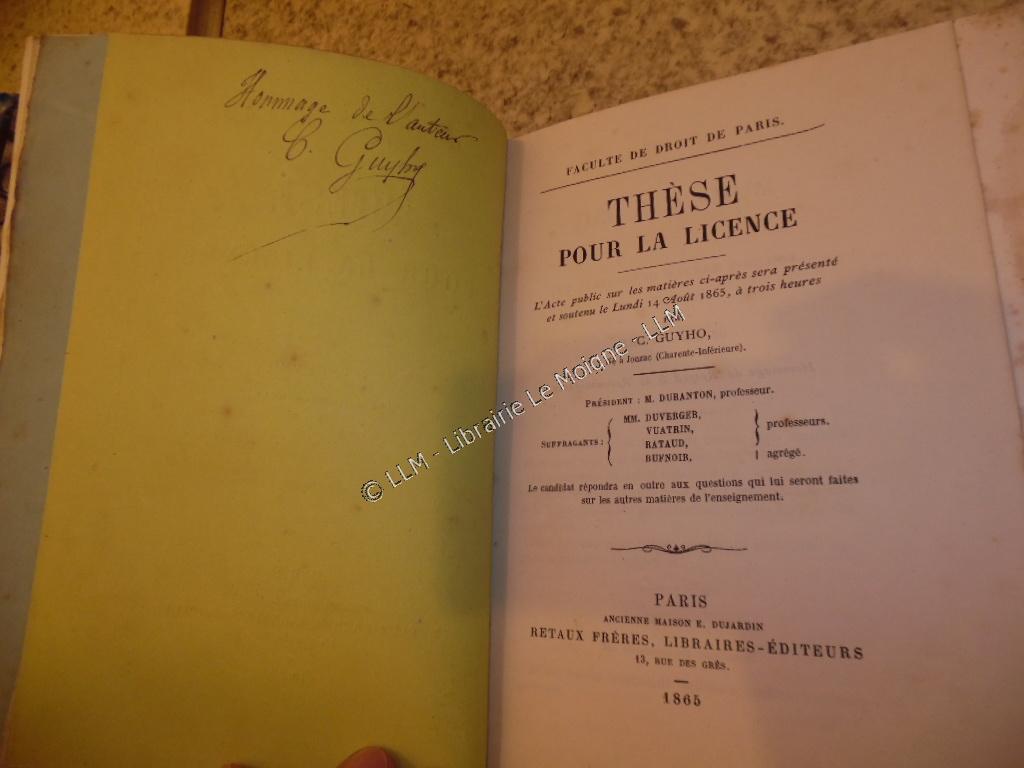 Hommage de l'auteur
C. Guyho
FACULTE DE DROIT DE PARIS.
THÈSE
POUR LA LICENCE
L'Acte public sur les matières ci-après sera présenté
et soutenu le Lundi 14 Août 1865, à trois heures
C. GUYHO,
à Jonzac (Charente-Inférieure).
PRÉSIDENT : M. DURANTON, professeur.
SUFFRAGANTS : MM. DUVERGER,
VUATRIN,
RATAUD,
professeurs.
BUFNOIR, agrégé.
Le candidat répondra en outre aux questions qui lui seront faites
sur les autres matières de l'enseignement.
PARIS
ANCIENNE MAISON E. DUJARDIN
RETAUX FRÈRES, LIBRAIRES-ÉDITEURS
13, RUE DES GRÈS.
1865
© LLM - Librairie Le Moigne - LLM